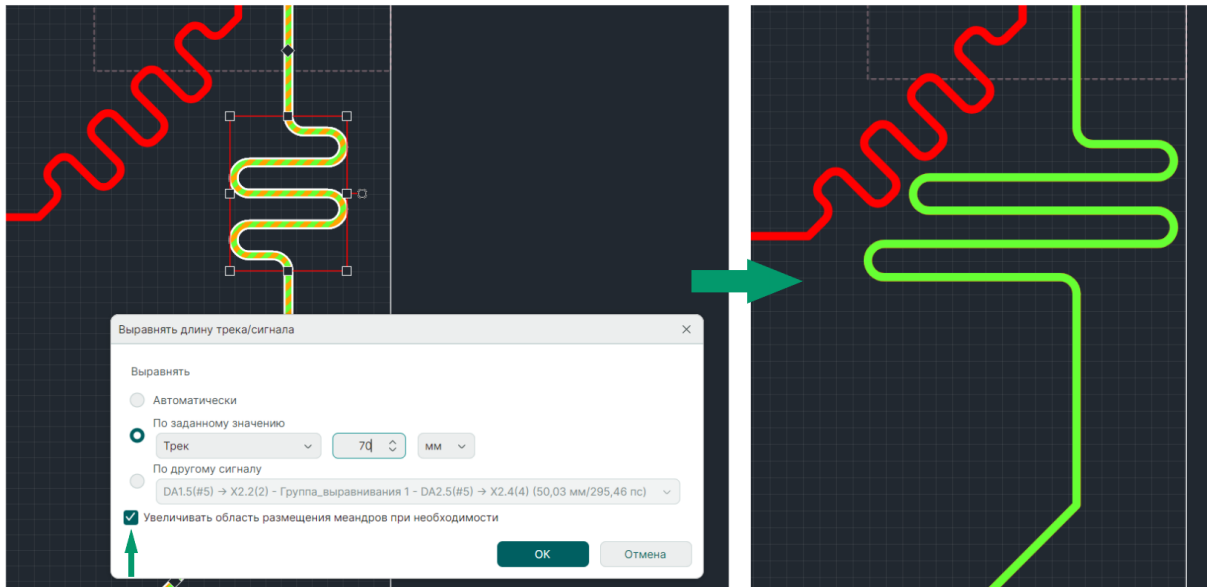 Выравнять длину трека/сигнала
Выравнять
Автоматически
По заданному значению
Трек 70 мм
По другому сигналу
DA1.5(#5) → X2.2(2) - Группа_выравнивания 1 - DA2.5(#5) → X2.4(4) (50,03 мм/295,46 пс)
Увеличивать область размещения меандров при необходимости
ОК Отмена